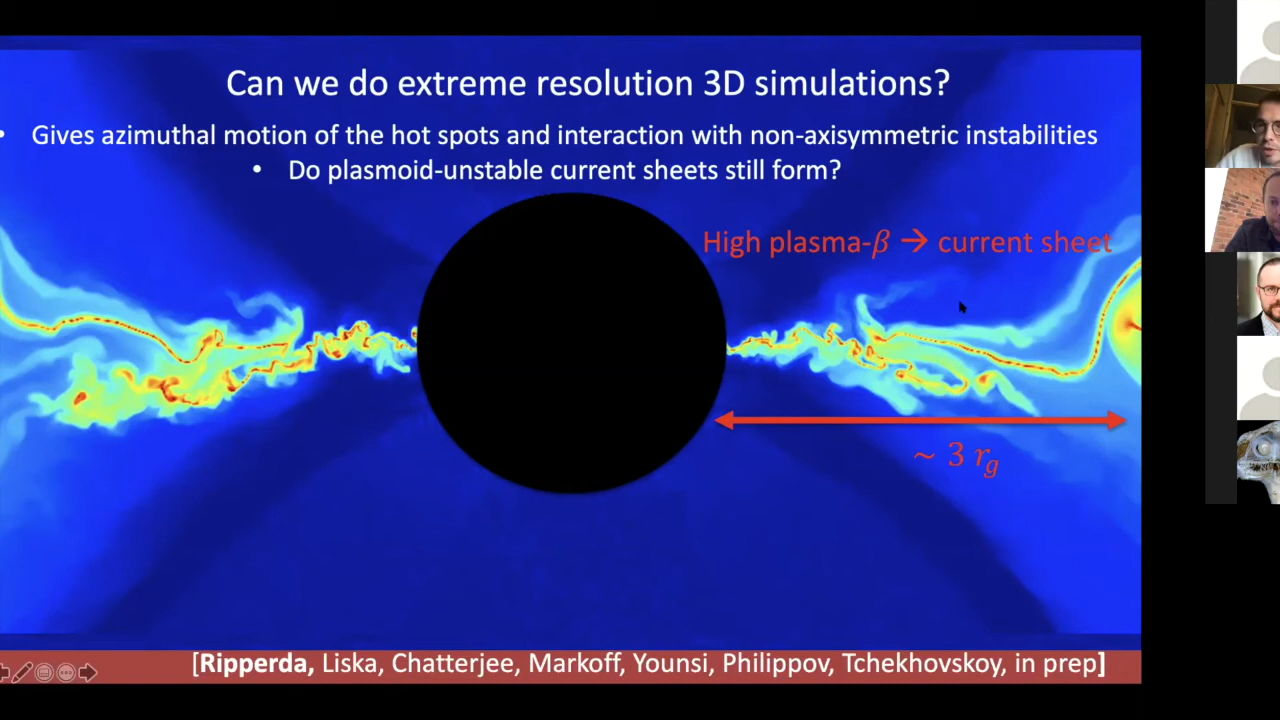 Can we do extreme resolution 3D simulations?
• Gives azimuthal motion of the hot spots and interaction with non-axisymmetric instabilities
• Do plasmoid-unstable current sheets still form?
High plasma-β → current sheet
~ 3 r_g
[Ripperda, Liska, Chatterjee, Markoff, Younsi, Philippov, Tchekhovskoy, in prep]